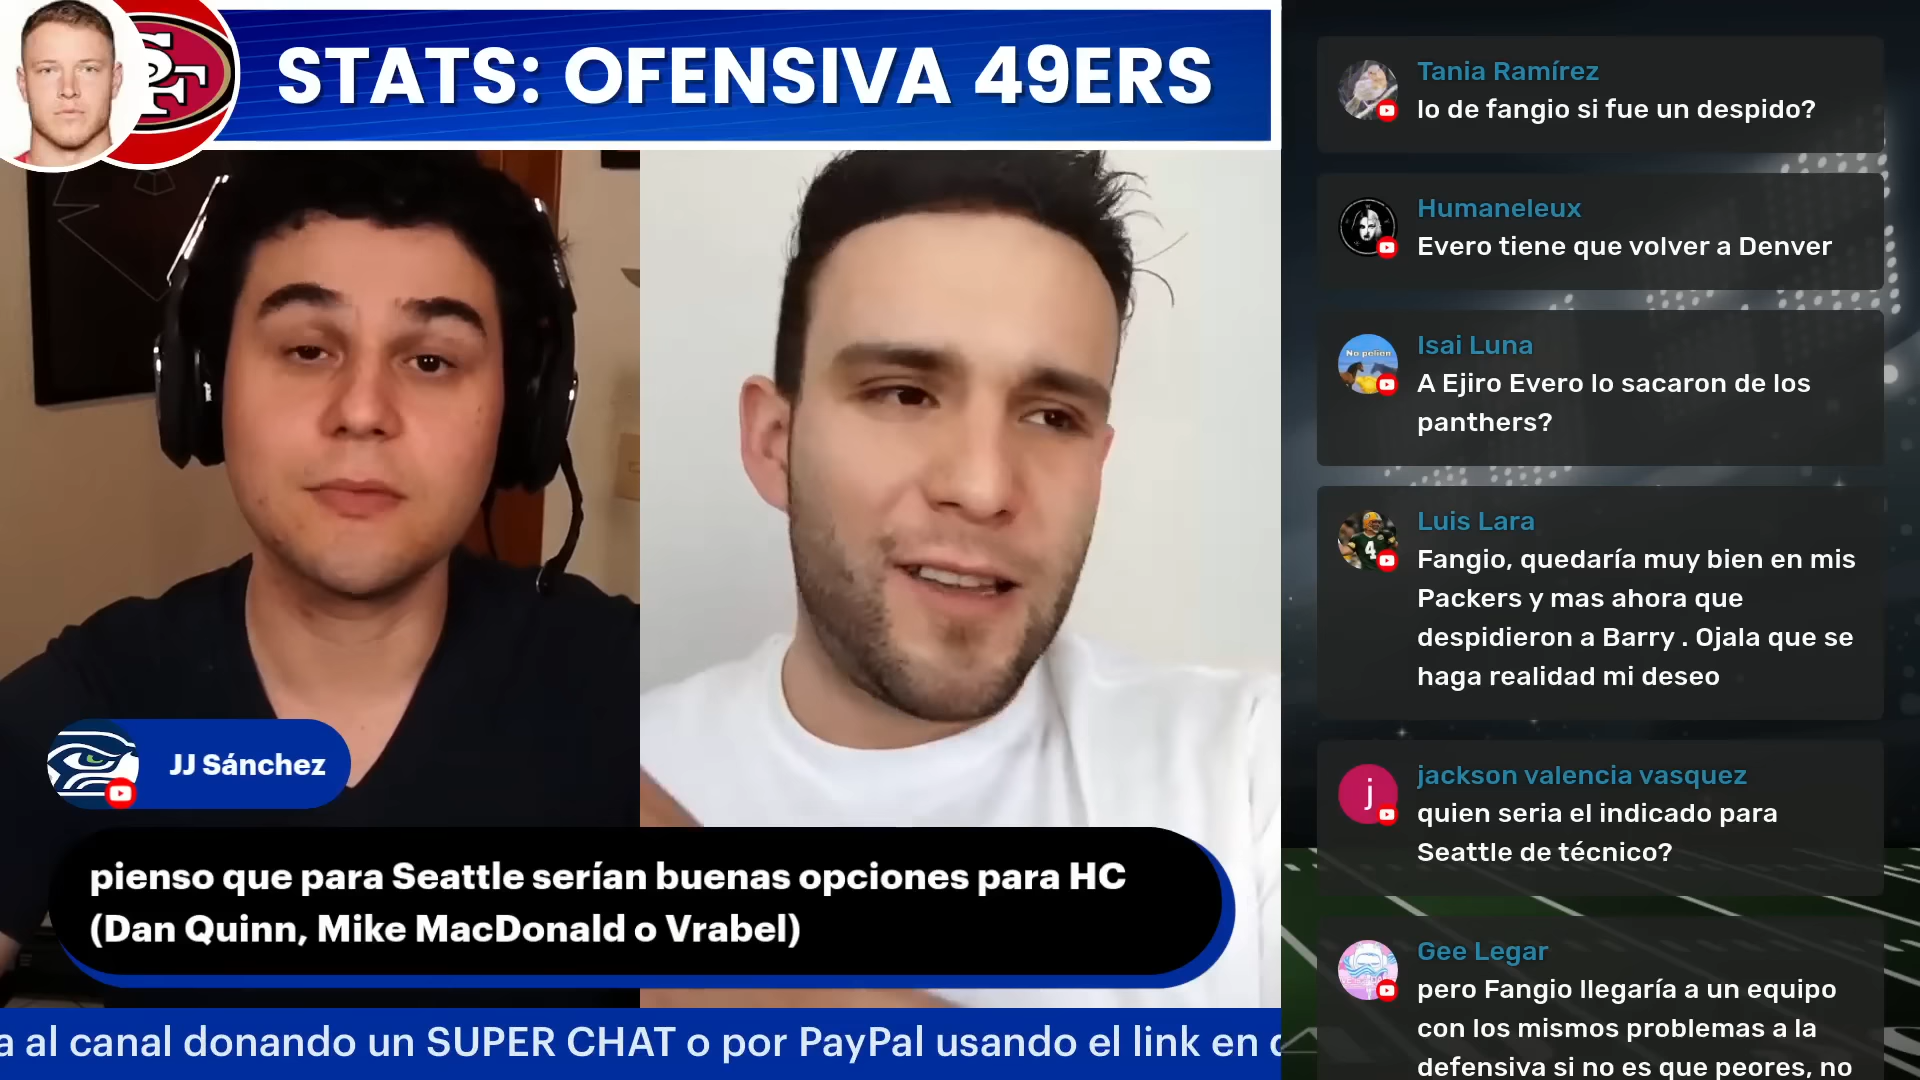 STATS: OFENSIVA 49ERS
SF
JJ Sánchez
pienso que para Seattle serían buenas opciones para HC
(Dan Quinn, Mike MacDonald o Vrabel)
a al canal donando un SUPER CHAT o por PayPal usando el link en
Tania Ramírez
lo de fangio si fue un despido?
Humaneleux
Evero tiene que volver a Denver
No pelien
Isai Luna
A Ejiro Evero lo sacaron de los
panthers?
4
Luis Lara
Fangio, quedaría muy bien en mis
Packers y mas ahora que
despidieron a Barry . Ojala que se
haga realidad mi deseo
j
jackson valencia vasquez
quien seria el indicado para
Seattle de técnico?
Gee Legar
pero Fangio llegaría a un equipo
con los mismos problemas a la
defensiva si no es que peores, no